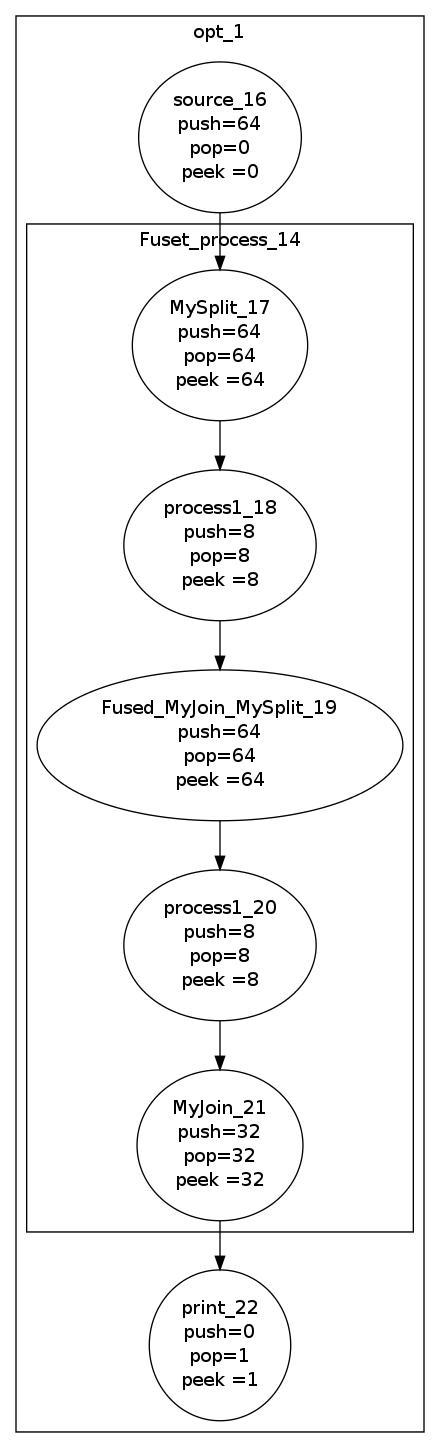 opt_1
source_16
push=64
pop=0
peek =0
Fuset_process_14
MySplit_17
push=64
pop=64
peek =64
process1_18
push=8
pop=8
peek =8
Fused_MyJoin_MySplit_19
push=64
pop=64
peek =64
process1_20
push=8
pop=8
peek =8
MyJoin_21
push=32
pop=32
peek =32
print_22
push=0
pop=1
peek =1